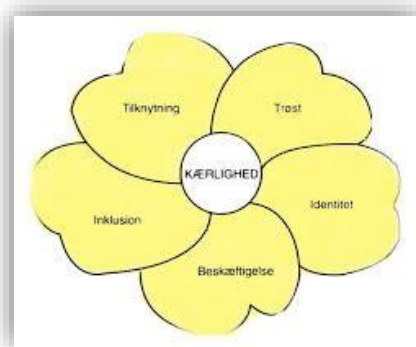 Tilknytning
Trøst
KÆRLIGHED
Identitet
Inklusion
Beskæftigelse